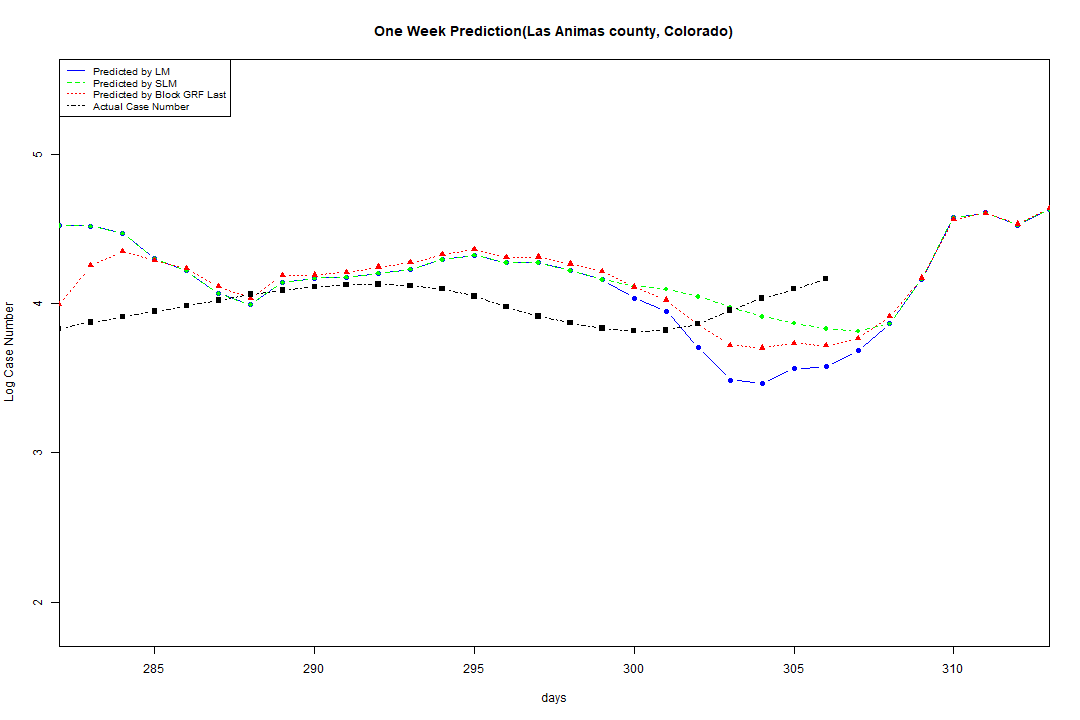 One Week Prediction(Las Animas county, Colorado)
Predicted by LM
Predicted by SLM
Predicted by Block GRF Last
Actual Case Number
Log Case Number
5
4
3
2
285 290 295 300 305 310
days